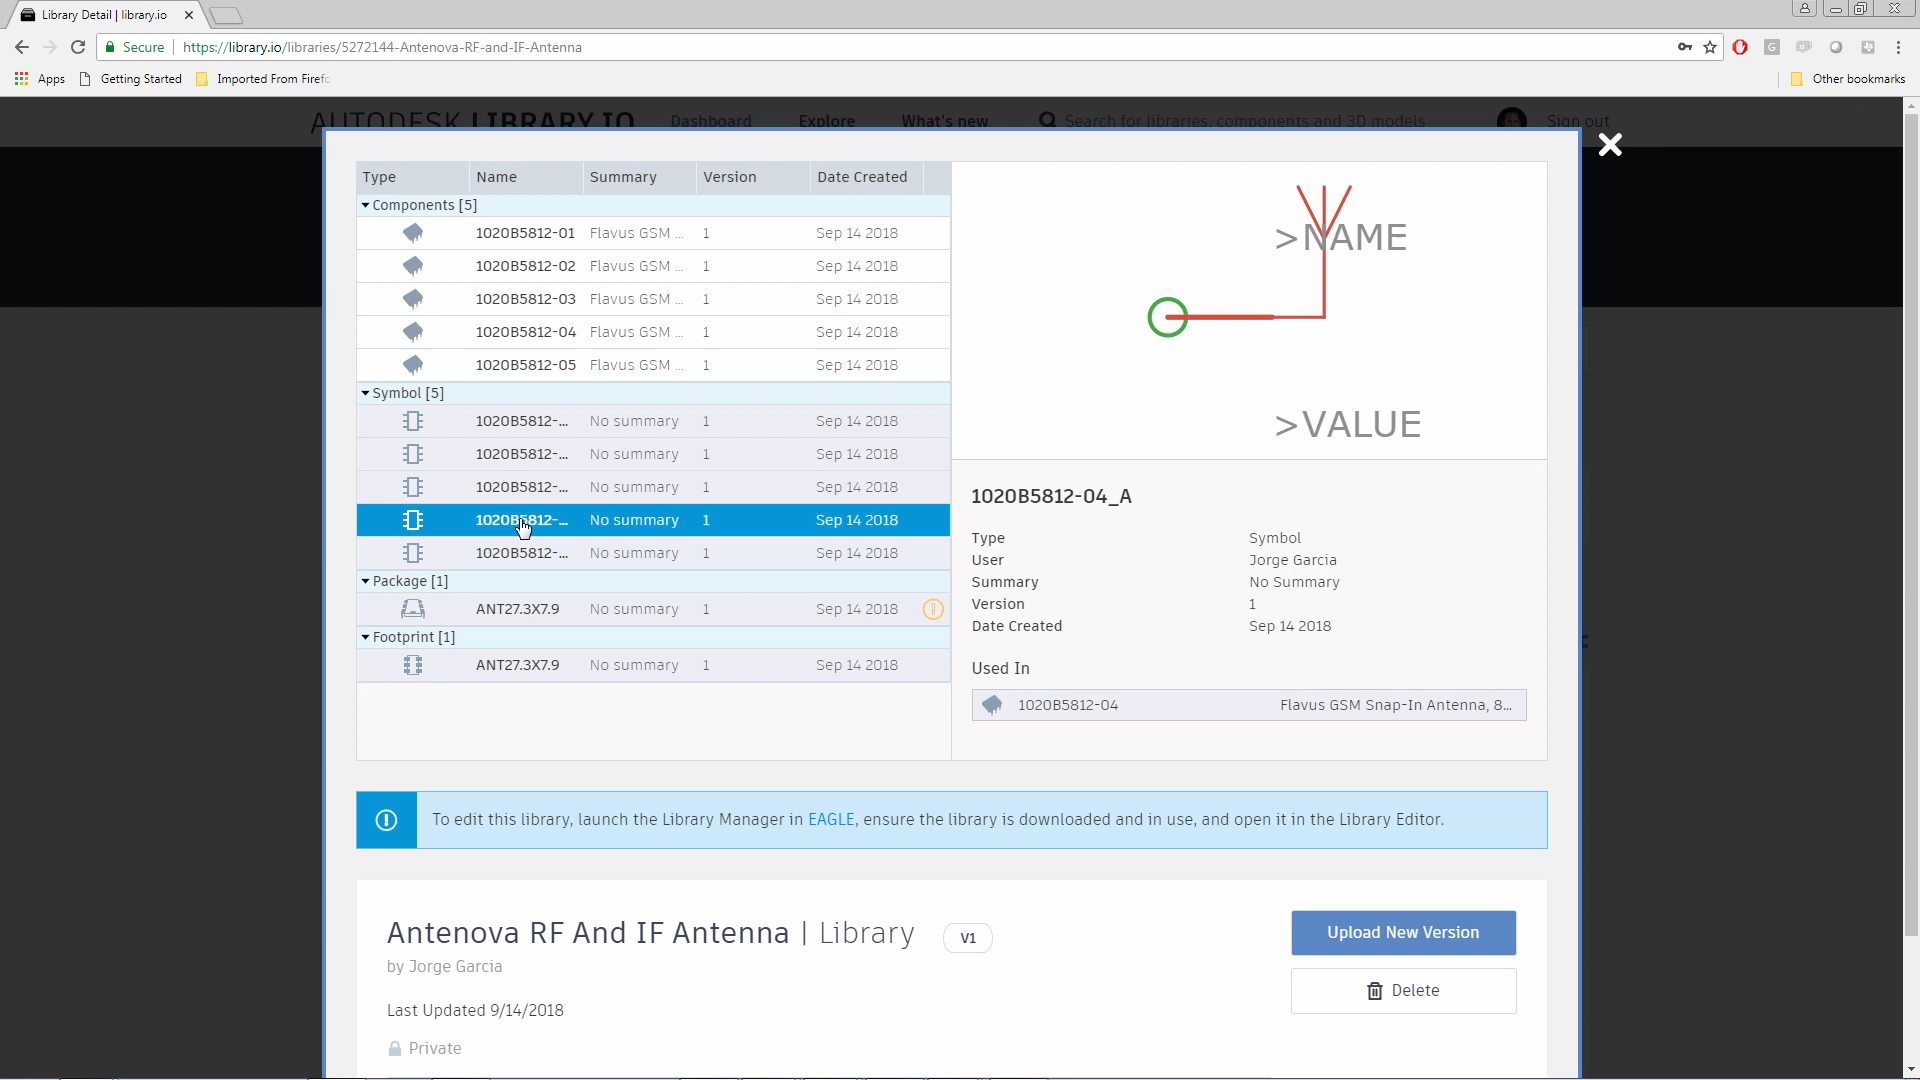 Library Detail | library.io
Secure https://library.io/libraries/5272144-Antenova-RF-and-IF-Antenna
Apps Getting Started Imported From Firefo Other bookmarks
AUTODESK LIBRARY.IO Dashboard Explore What's new Search for libraries, components and 3D models Sign out
Type Name Summary Version Date Created
Components [5]
1020B5812-01 Flavus GSM ... 1 Sep 14 2018
1020B5812-02 Flavus GSM ... 1 Sep 14 2018
1020B5812-03 Flavus GSM ... 1 Sep 14 2018
1020B5812-04 Flavus GSM ... 1 Sep 14 2018
1020B5812-05 Flavus GSM ... 1 Sep 14 2018
Symbol [5]
1020B5812-... No summary 1 Sep 14 2018
1020B5812-... No summary 1 Sep 14 2018
1020B5812-... No summary 1 Sep 14 2018
1020B5812-... No summary 1 Sep 14 2018
1020B5812-... No summary 1 Sep 14 2018
Package [1]
ANT27.3X7.9 No summary 1 Sep 14 2018
Footprint [1]
ANT27.3X7.9 No summary 1 Sep 14 2018
>NAME
>VALUE
1020B5812-04_A
Type Symbol
User Jorge Garcia
Summary No Summary
Version 1
Date Created Sep 14 2018
Used In
1020B5812-04 Flavus GSM Snap-In Antenna, 8...
To edit this library, launch the Library Manager in EAGLE, ensure the library is downloaded and in use, and open it in the Library Editor.
Antenova RF And IF Antenna | Library V1
by Jorge Garcia
Last Updated 9/14/2018
Private
Upload New Version
Delete